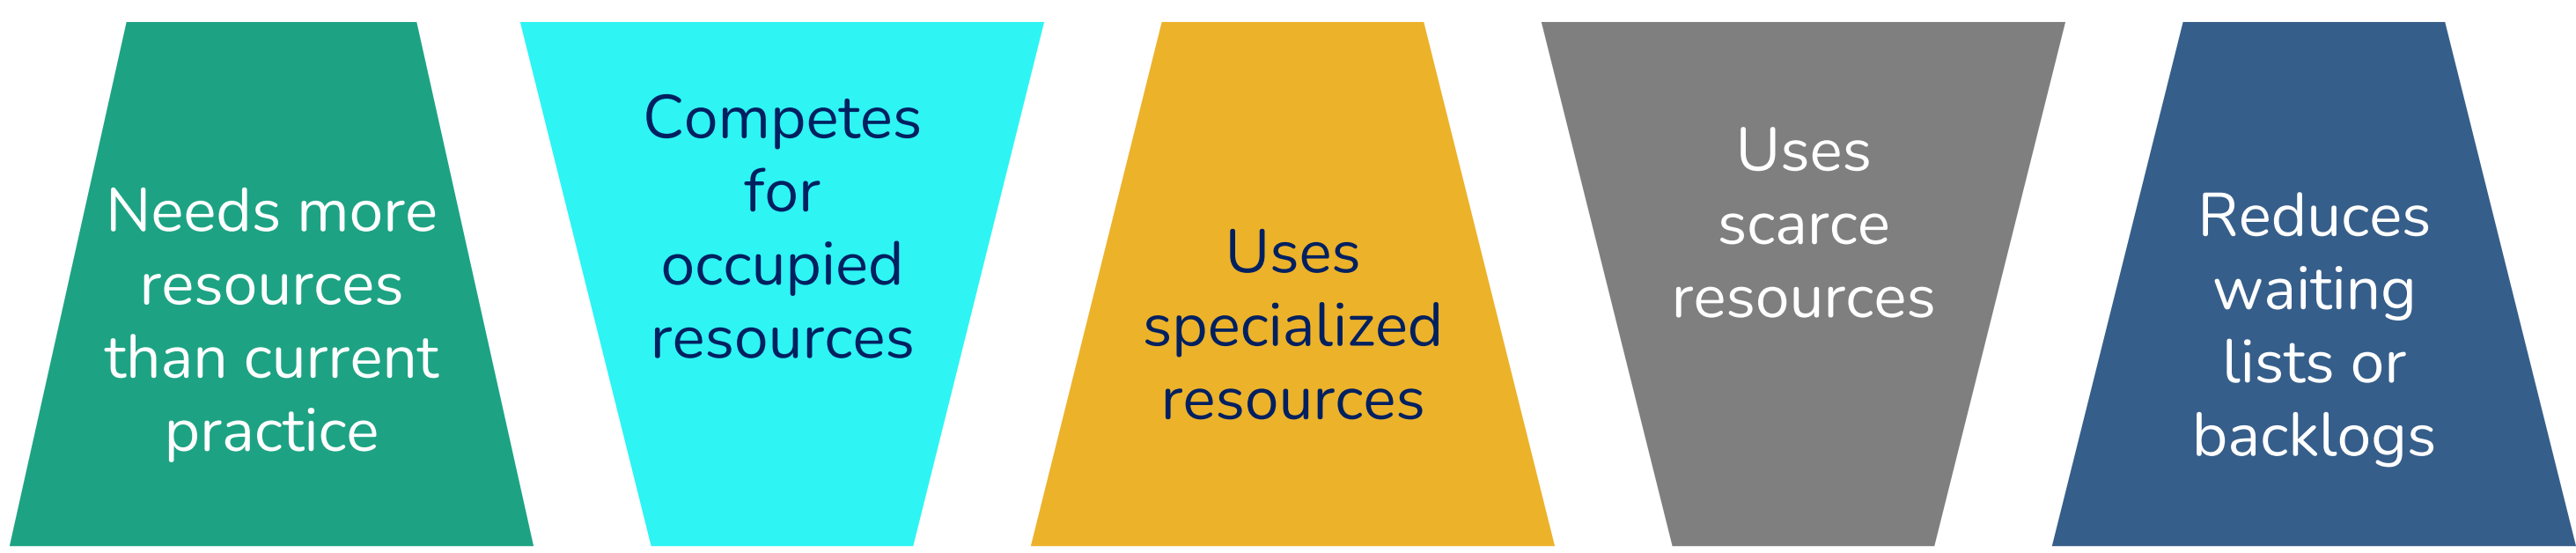 Needs more
resources
than current
practice
Competes
for
occupied
resources
Uses
specialized
resources
Uses
scarce
resources
Reduces
waiting
lists or
backlogs